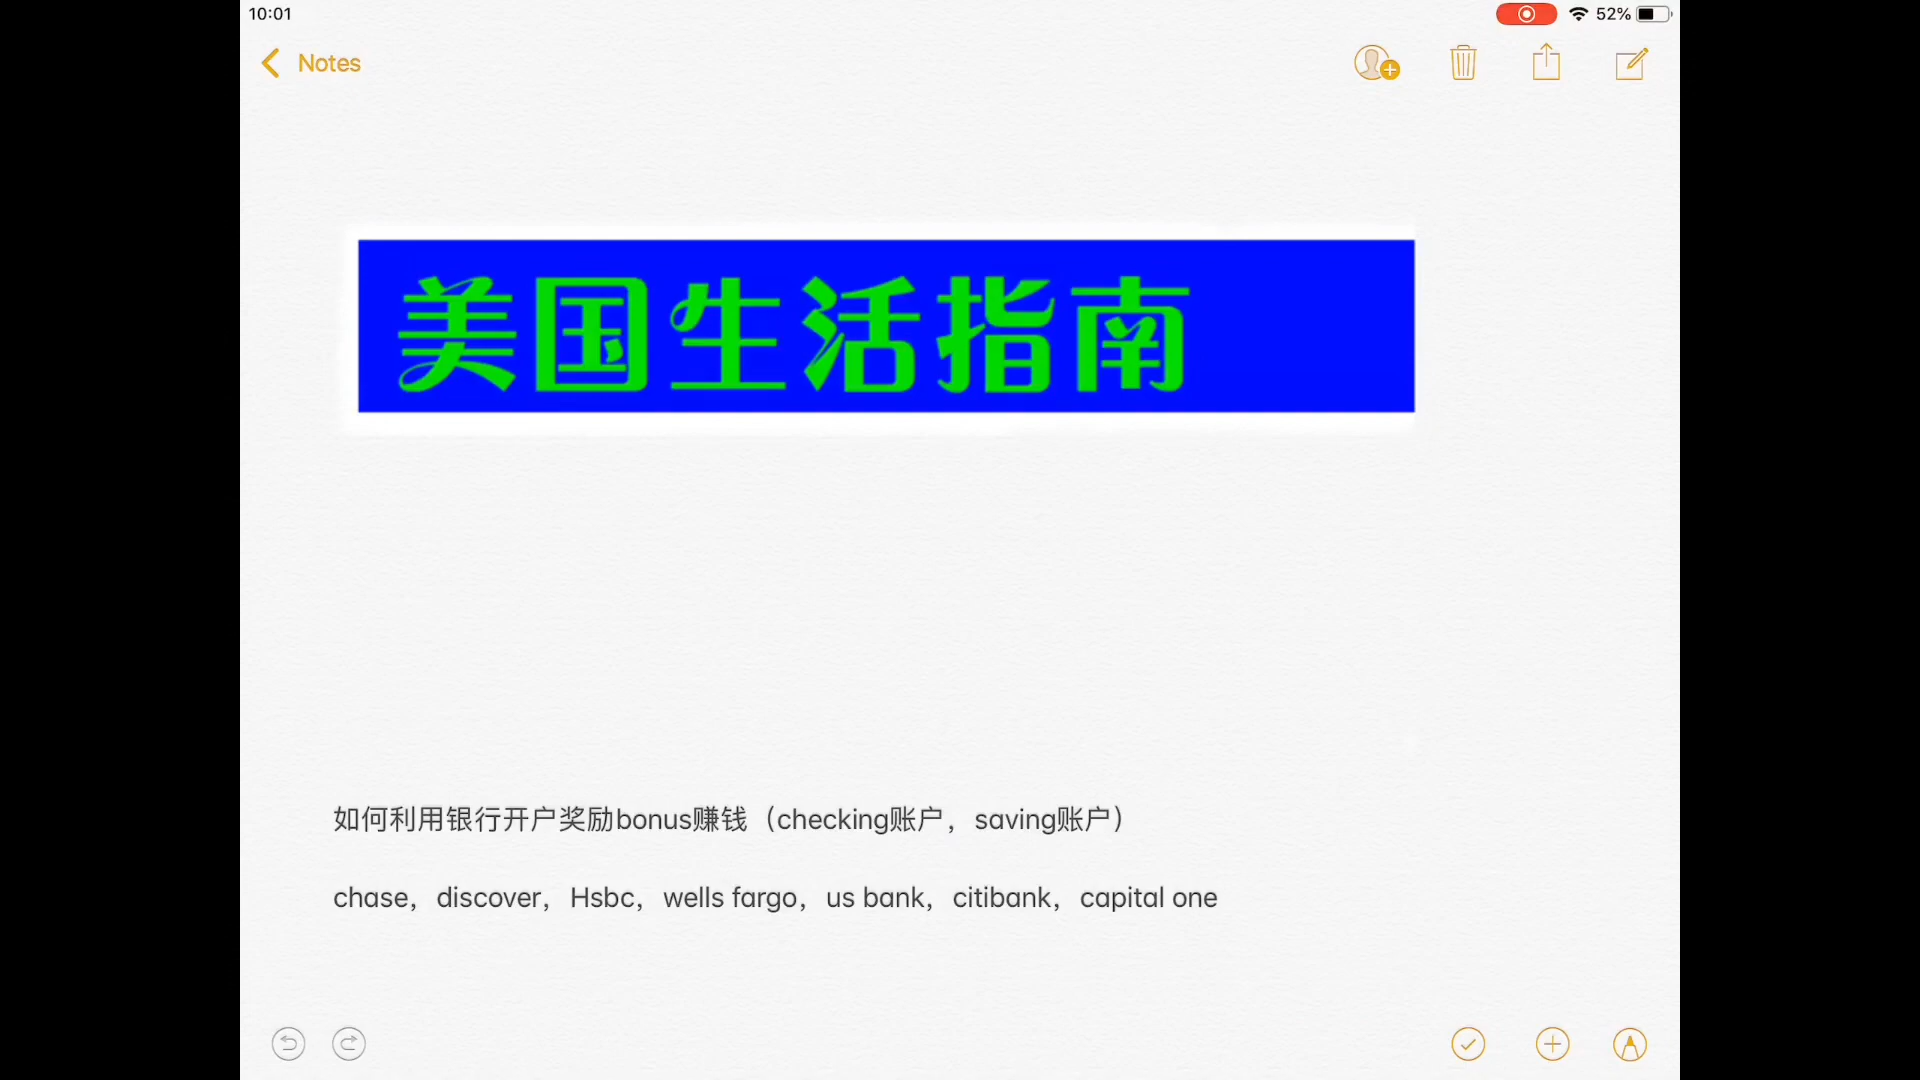 10:01
52%
Notes
美国生活指南
如何利用银行开户奖励bonus赚钱（checking账户，saving账户）
chase，discover，Hsbc，wells fargo，us bank，citibank，capital one